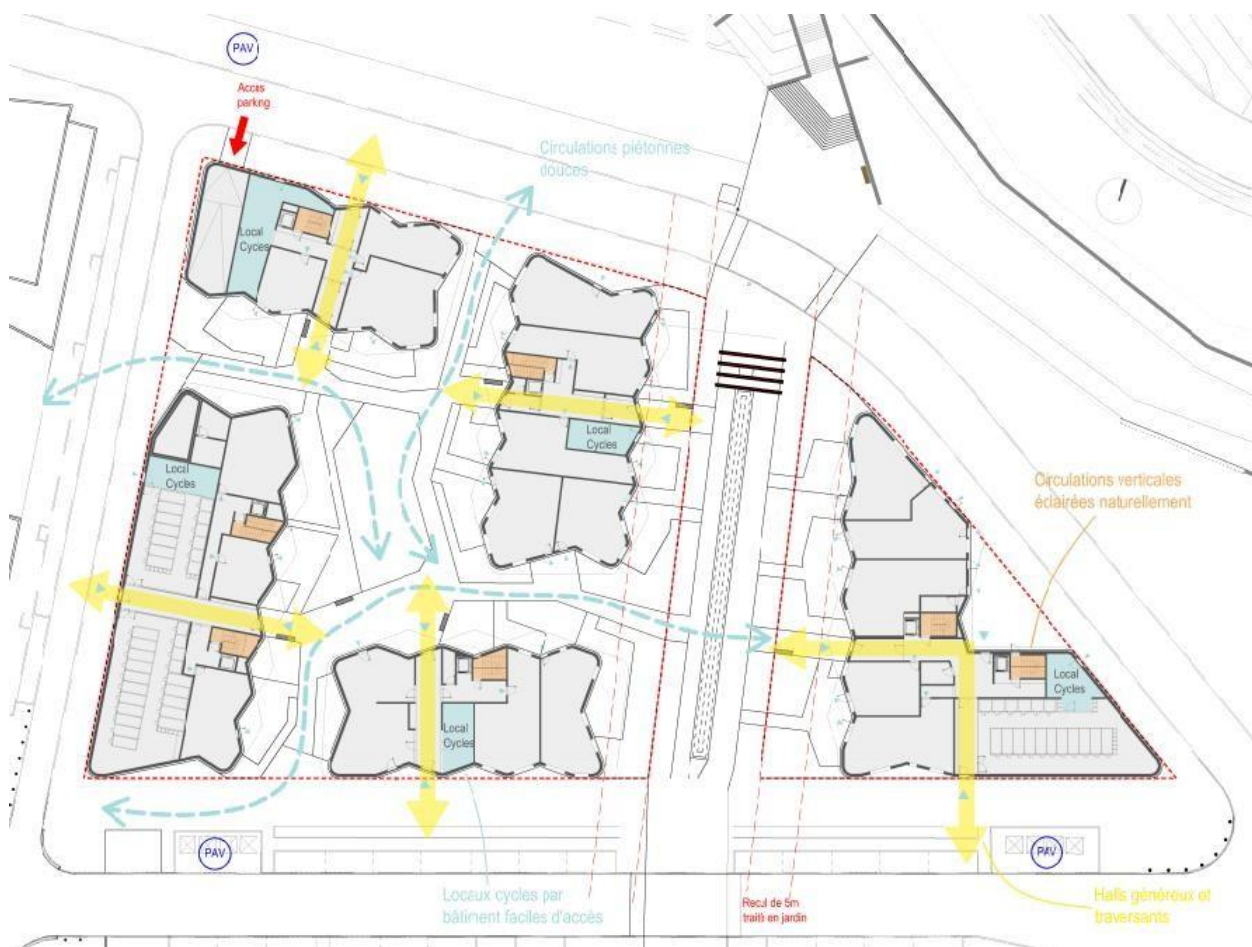 PAV
Accès
parking
Circulations piétonnes
douces
Local
Cycles
Local
Cycles
Local
Cycles
Circulations verticales
éclairées naturellement
Local
Cycles
Local
Cycles
PAV
PAV
Locaux cycles par
bâtiment faciles d'accès
Recul de 5m
traité en jardin
Halls généreux et
traversants